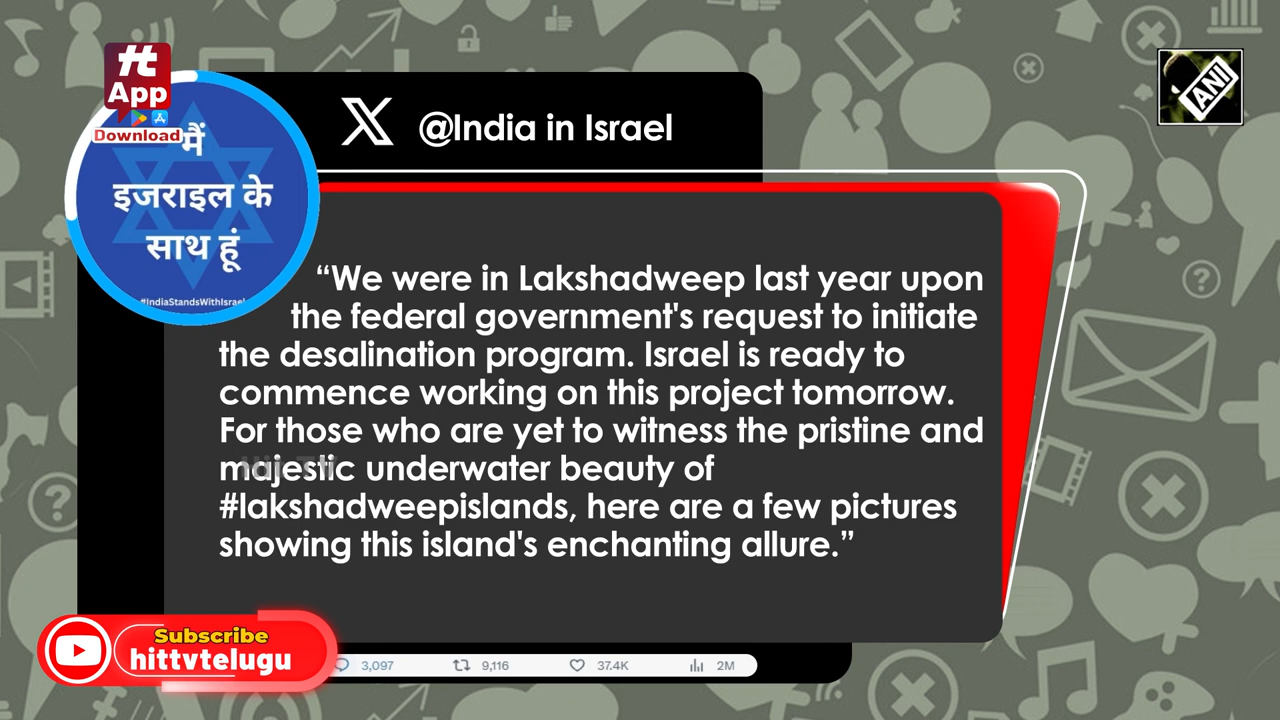 ht
App
Download
ANI
@India in Israel
मैं
इजराइल के
साथ हूं
#IndiaStandsWithIsrael
“We were in Lakshadweep last year upon
the federal government's request to initiate
the desalination program. Israel is ready to
commence working on this project tomorrow.
For those who are yet to witness the pristine and
majestic underwater beauty of
#lakshadweepislands, here are a few pictures
showing this island's enchanting allure.”
3,097 9,116 37.4K 2M
Subscribe
hittvtelugu